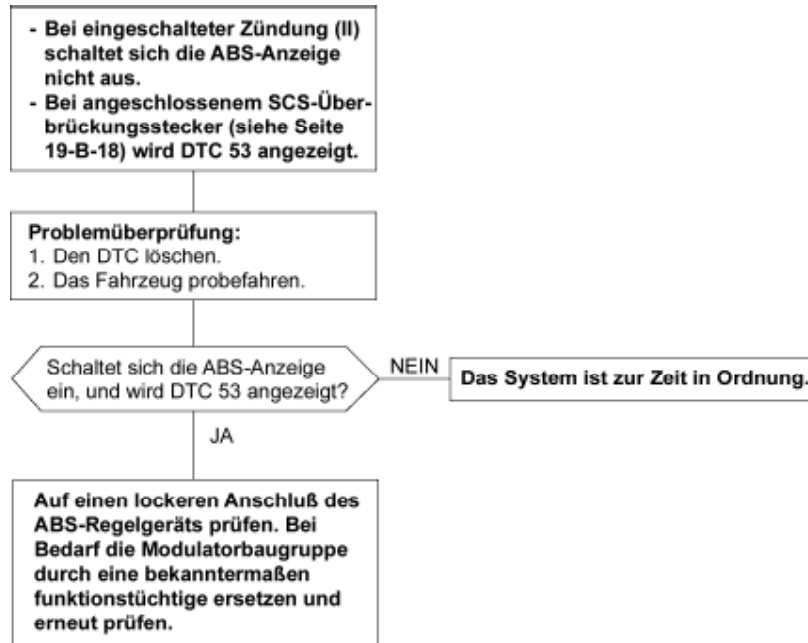 - Bei eingeschalteter Zündung (II)
schaltet sich die ABS-Anzeige
nicht aus.
- Bei angeschlossenem SCS-Über-
brückungsstecker (siehe Seite
19-B-18) wird DTC 53 angezeigt.
Problemüberprüfung:
1. Den DTC löschen.
2. Das Fahrzeug probefahren.
Schaltet sich die ABS-Anzeige
ein, und wird DTC 53 angezeigt?
NEIN
Das System ist zur Zeit in Ordnung.
JA
Auf einen lockeren Anschluß des
ABS-Regelgeräts prüfen. Bei
Bedarf die Modulatorbaugruppe
durch eine bekanntermaßen
funktionstüchtige ersetzen und
erneut prüfen.